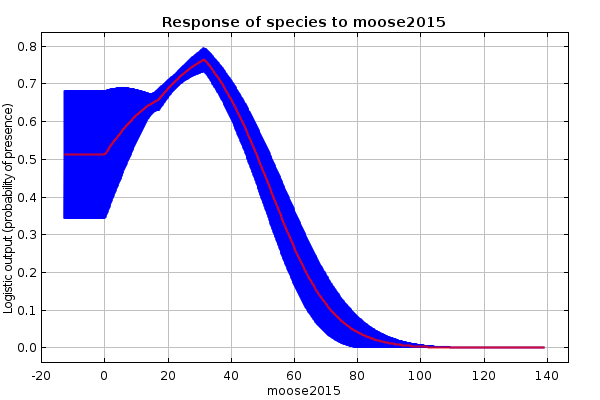 Response of species to moose2015
Logistic output (probability of presence)
0.8
0.7
0.6
0.5
0.4
0.3
0.2
0.1
0.0
-20 0 20 40 60 80 100 120 140
moose2015